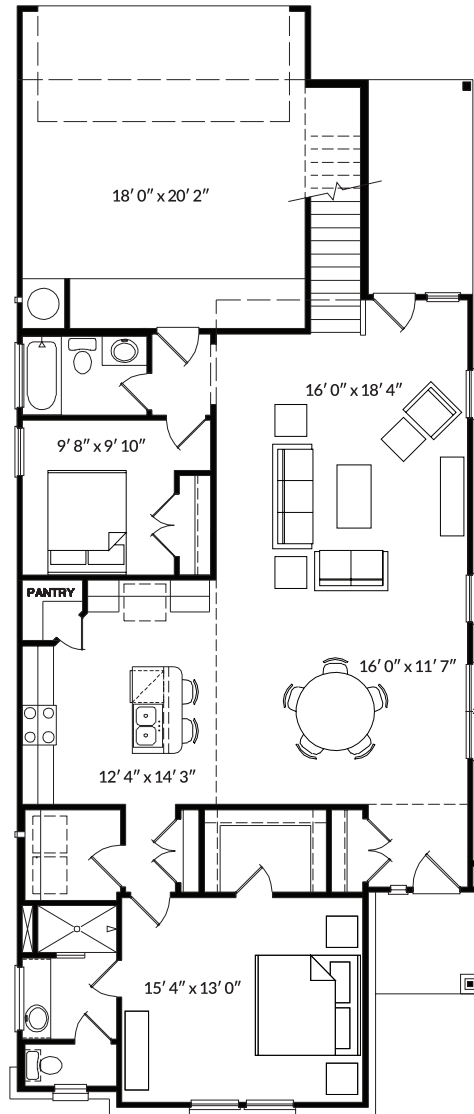 18' 0" x 20' 2"
16' 0" x 18' 4"
9' 8" x 9' 10"
PANTRY
16' 0" x 11' 7"
12' 4" x 14' 3"
15' 4" x 13' 0"